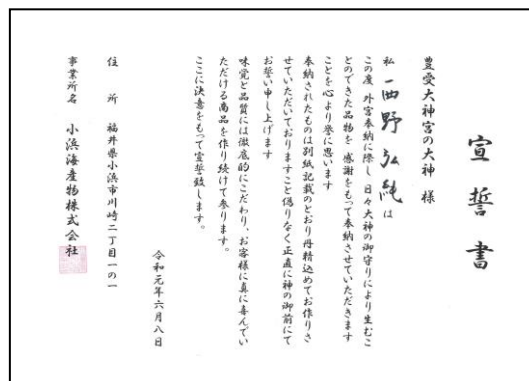 宣誓書
豊受大神宮の大神 様
私 西野弘純 は
この度 外宮奉納に際し 日々大神の御守りにより生むこ
とのできた品物を 感謝をもって奉納させていただきます
ことを心より誉に思います
奉納されたものは別紙記載のとおり丹精込めてお作りさ
せていただいておりますこと偽りなく正直に神の御前にて
お誓い申し上げます
味覚と品質には徹底的にこだわり、お客様に真に喜んでい
ただける商品を作り続けて参ります。
ここに決意をもって宣誓致します。
令和元年六月八日
住 所 福井県小浜市川崎二丁目一の一
事業所名 小浜海産物株式会社